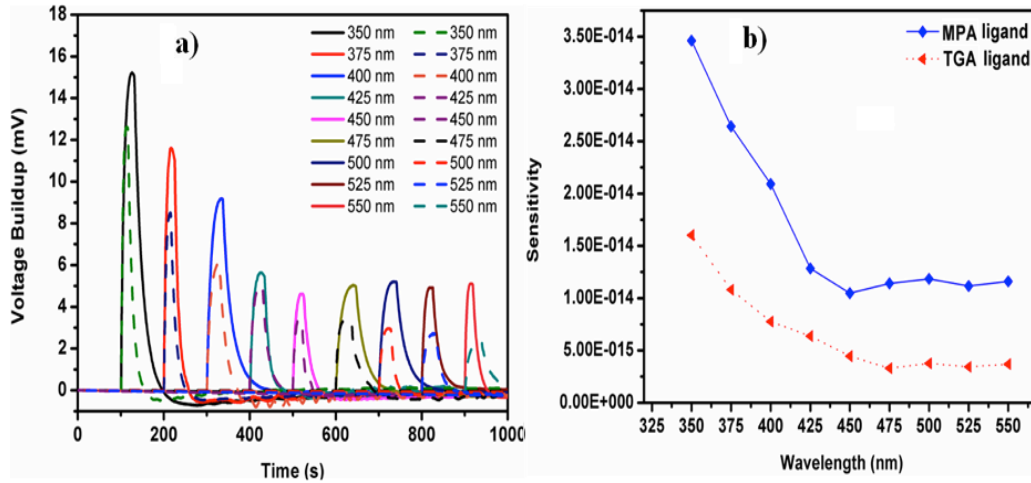 a)
Voltage Buildup (mV)
18
16
14
12
10
8
6
4
2
0
-1
0 200 400 600 800 1000
Time (s)
350 nm 350 nm
375 nm 375 nm
400 nm 400 nm
425 nm 425 nm
450 nm 450 nm
475 nm 475 nm
500 nm 500 nm
525 nm 525 nm
550 nm 550 nm
b)
MPA ligand
TGA ligand
Sensitivity
3.50E-014
3.00E-014
2.50E-014
2.00E-014
1.50E-014
1.00E-014
5.00E-015
0.00E+000
325 350 375 400 425 450 475 500 525 550
Wavelength (nm)